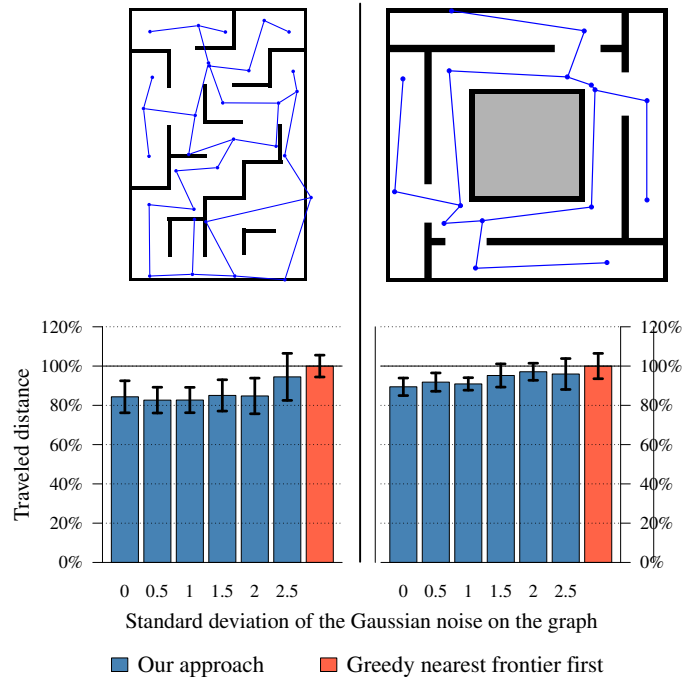 120% 120%
100% 100%
80% 80%
60% 60%
40% 40%
20% 20%
0% 0%
Traveled distance
0 0.5 1 1.5 2 2.5 0 0.5 1 1.5 2 2.5
Standard deviation of the Gaussian noise on the graph
Our approach Greedy nearest frontier first